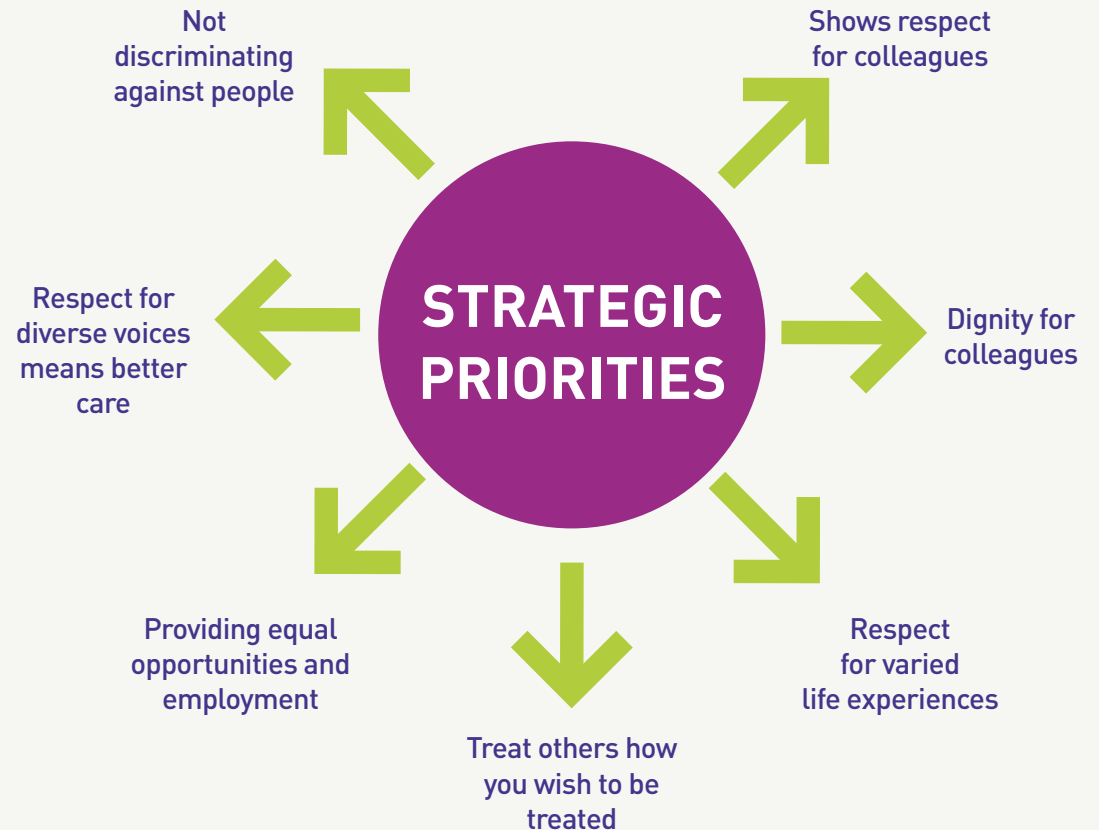 Not
discriminating
against people
Shows respect
for colleagues
Respect for
diverse voices
means better
care
STRATEGIC
PRIORITIES
Dignity for
colleagues
Providing equal
opportunities and
employment
Treat others how
you wish to be
treated
Respect
for varied
life experiences